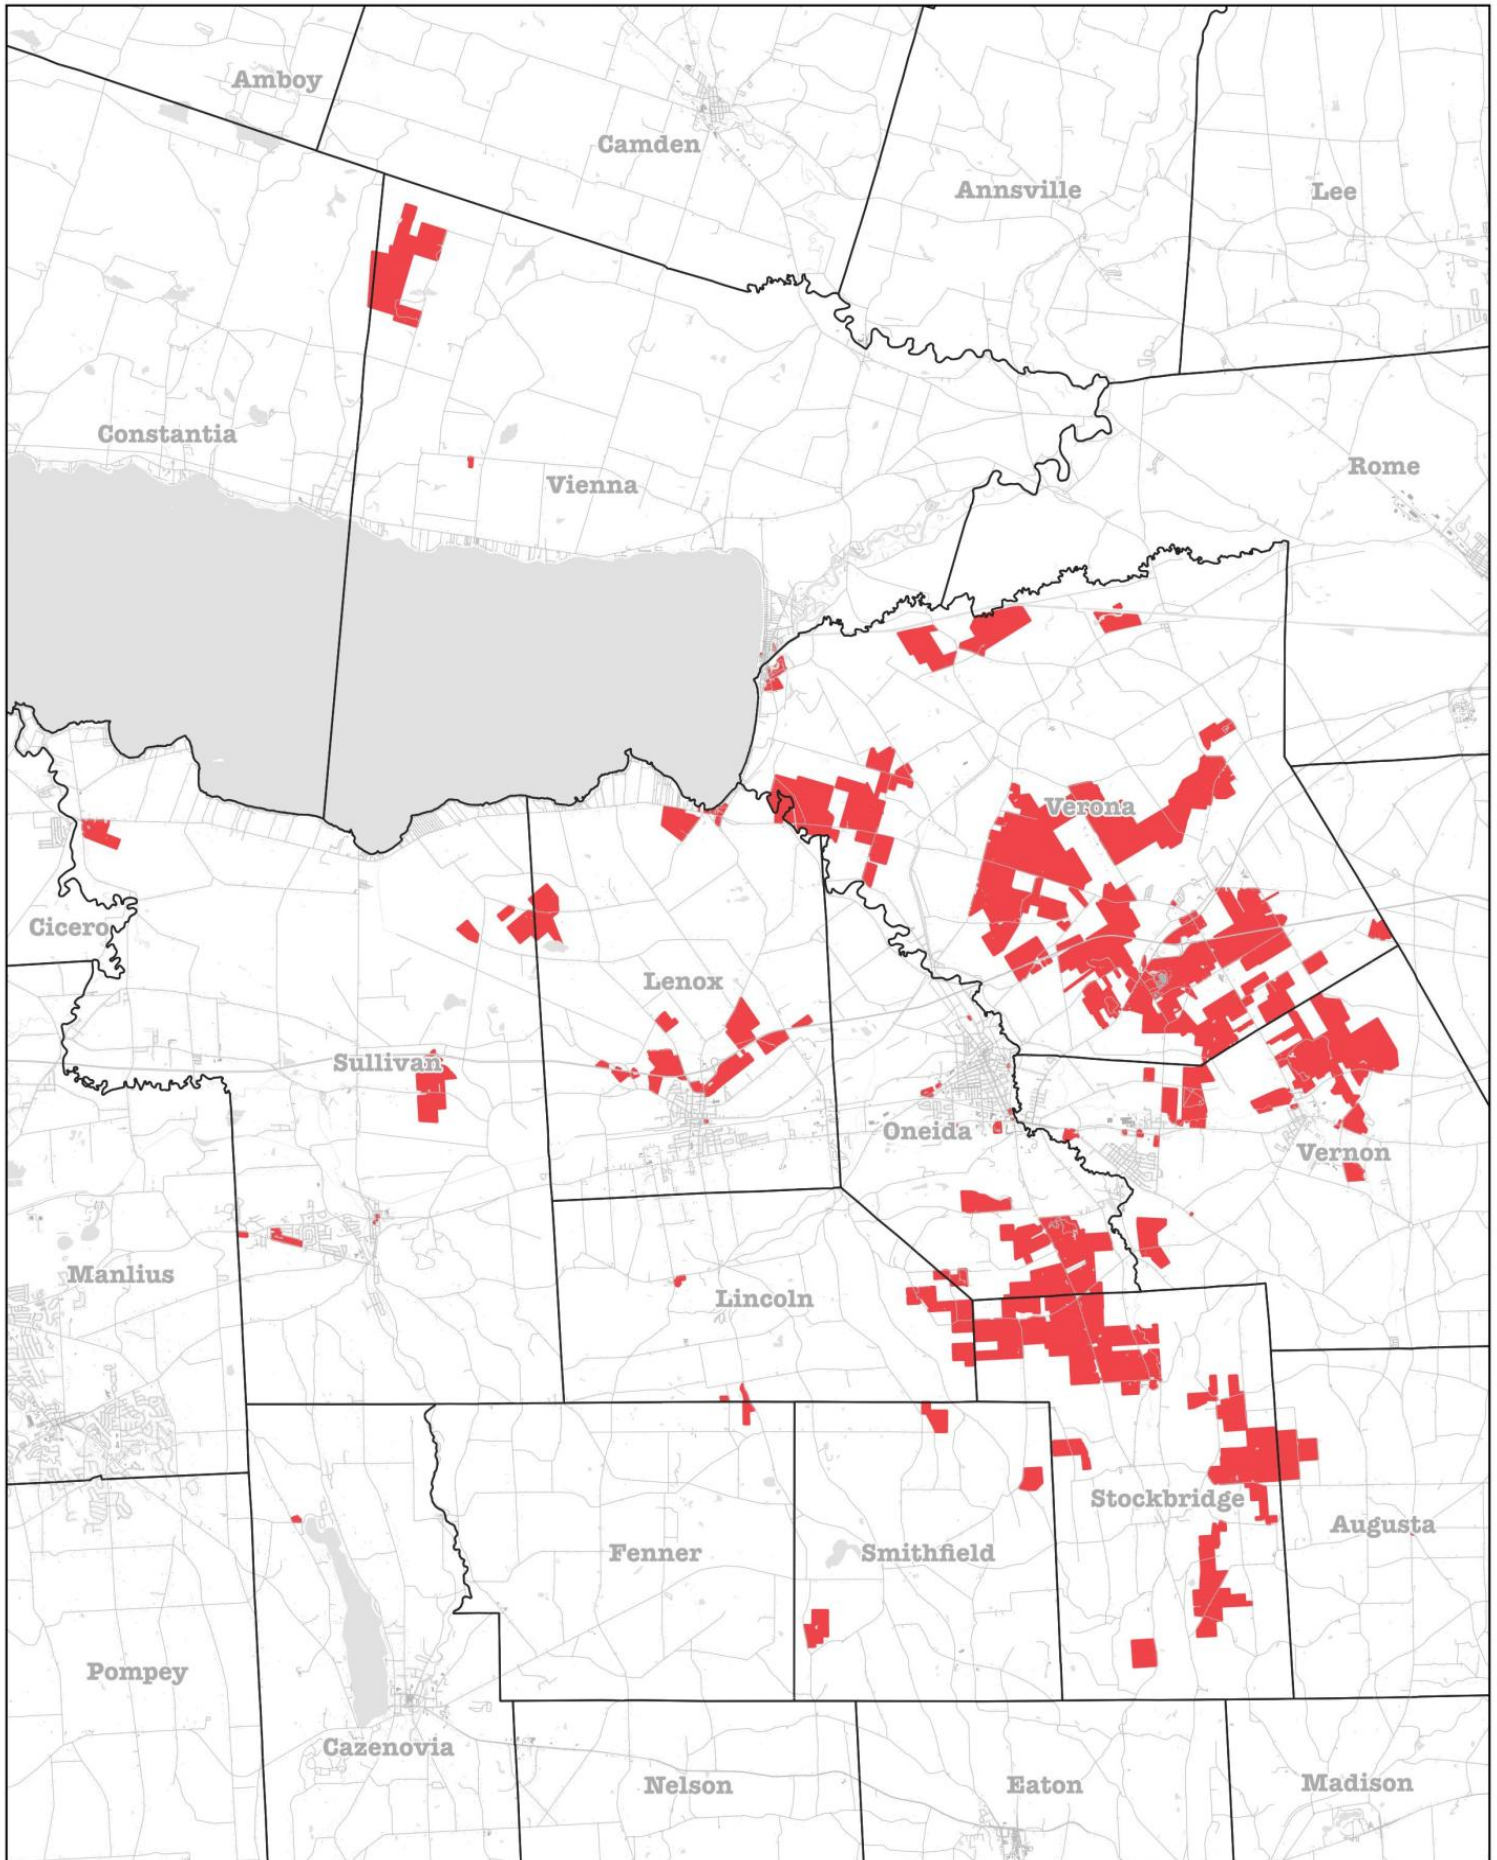 Amboy
Camden
Annsville
Lee
Constantia
Rome
Vienna
Verona
Cicero
Lenox
Sullivan
Oneida
Vernon
Manlius
Lincoln
Stockbridge
Augusta
Fenner
Smithfield
Pompey
Cazenovia
Nelson
Eaton
Madison